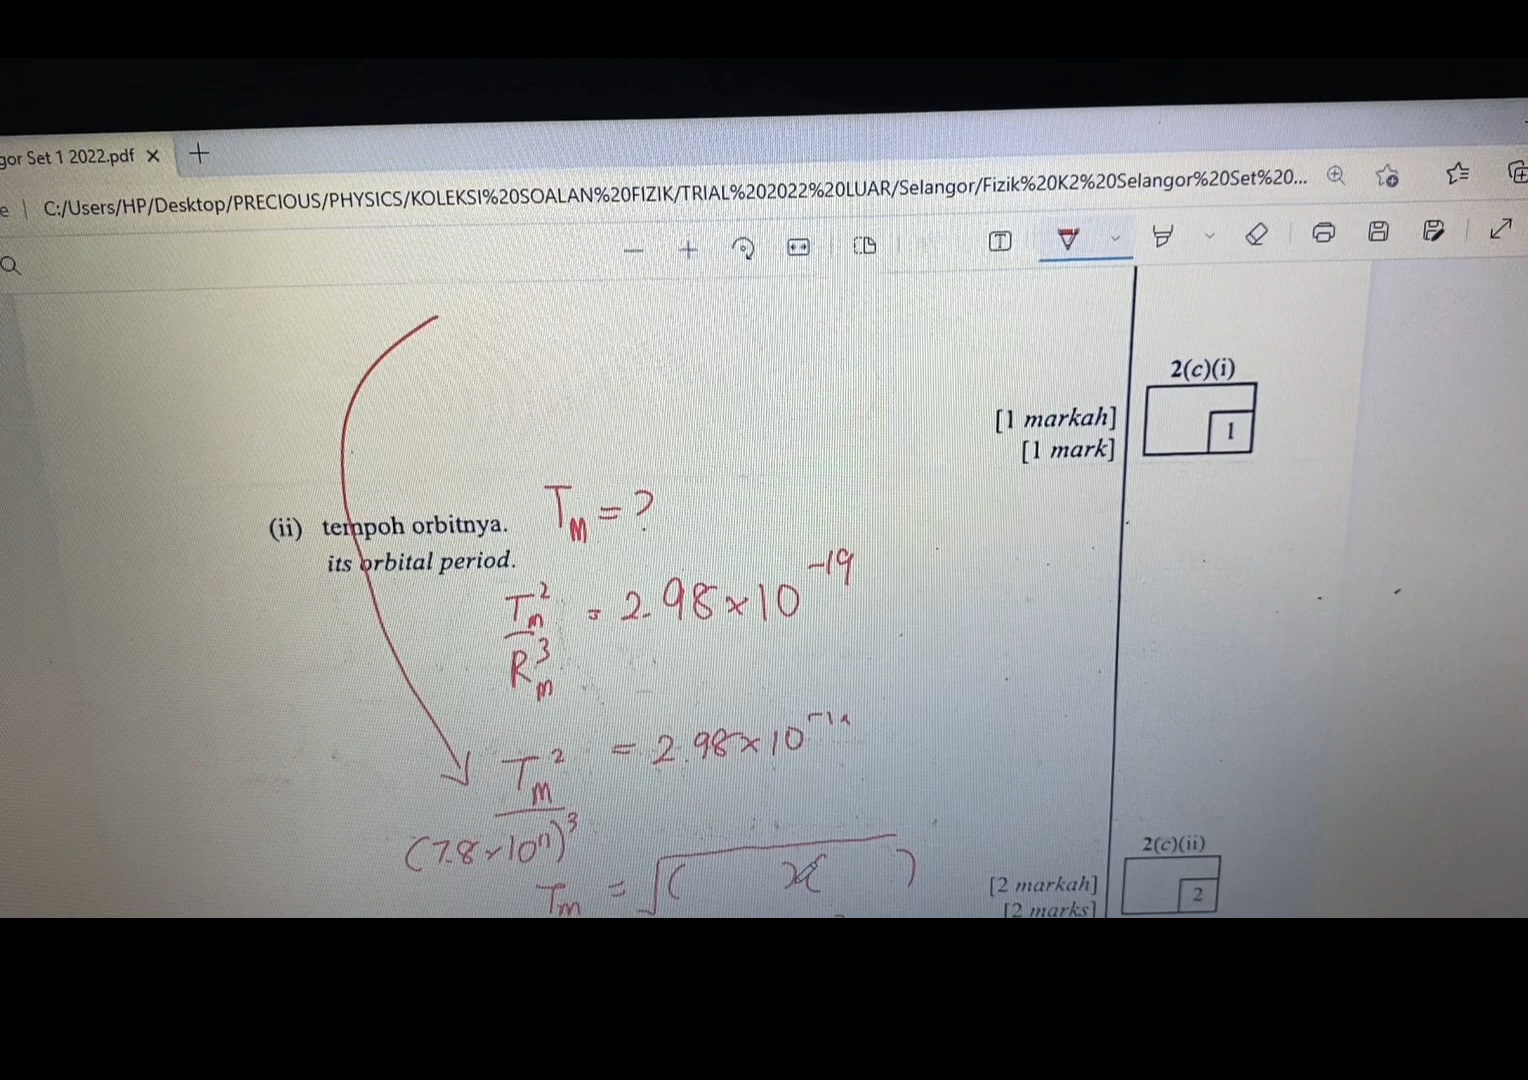 gor Set 1 2022.pdf
C:/Users/HP/Desktop/PRECIOUS/PHYSICS/KOLEKSI%20SOALAN%20FIZIK/TRIAL%202022%20LUAR/Selangor/Fizik%20K2%20Selangor%20Set%20...
2(c)(i)
[1 markah]
[1 mark]
1
(ii) tempoh orbitnya.
T_M = ?
its orbital period.
T_m^2 / R_m^3 = 2.98 × 10^-19
T_M^2 / (7.8 × 10^11)^3 = 2.98 × 10
T_m = √( x )
2(c)(ii)
[2 markah]
[2 marks]
2